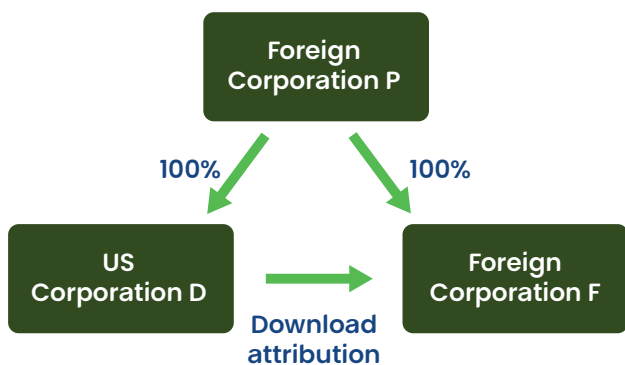 Foreign
Corporation P
100%
100%
US
Corporation D
Foreign
Corporation F
Download
attribution